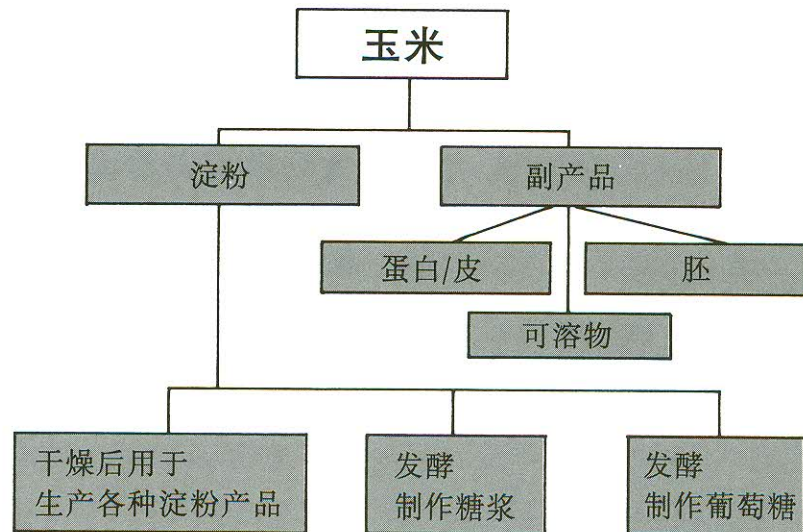 玉米
淀粉
副产品
蛋白/皮
胚
可溶物
干燥后用于
生产各种淀粉产品
发酵
制作糖浆
发酵
制作葡萄糖